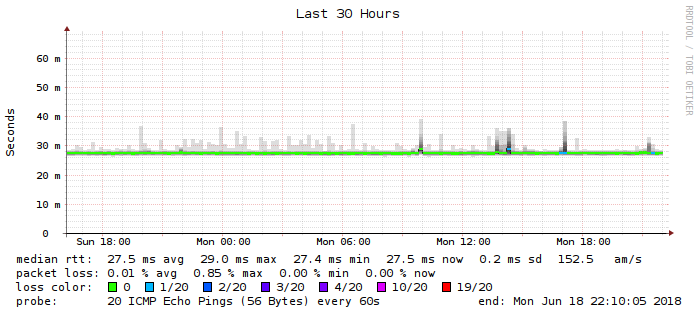 Last 30 Hours
RRDTOOL / TOBI OETIKER
Seconds
60 m
50 m
40 m
30 m
20 m
10 m
0
Sun 18:00 Mon 00:00 Mon 06:00 Mon 12:00 Mon 18:00
median rtt: 27.5 ms avg 29.0 ms max 27.4 ms min 27.5 ms now 0.2 ms sd 152.5 am/s
packet loss: 0.01 % avg 0.85 % max 0.00 % min 0.00 % now
loss color: 0 1/20 2/20 3/20 4/20 10/20 19/20
probe: 20 ICMP Echo Pings (56 Bytes) every 60s end: Mon Jun 18 22:10:05 2018